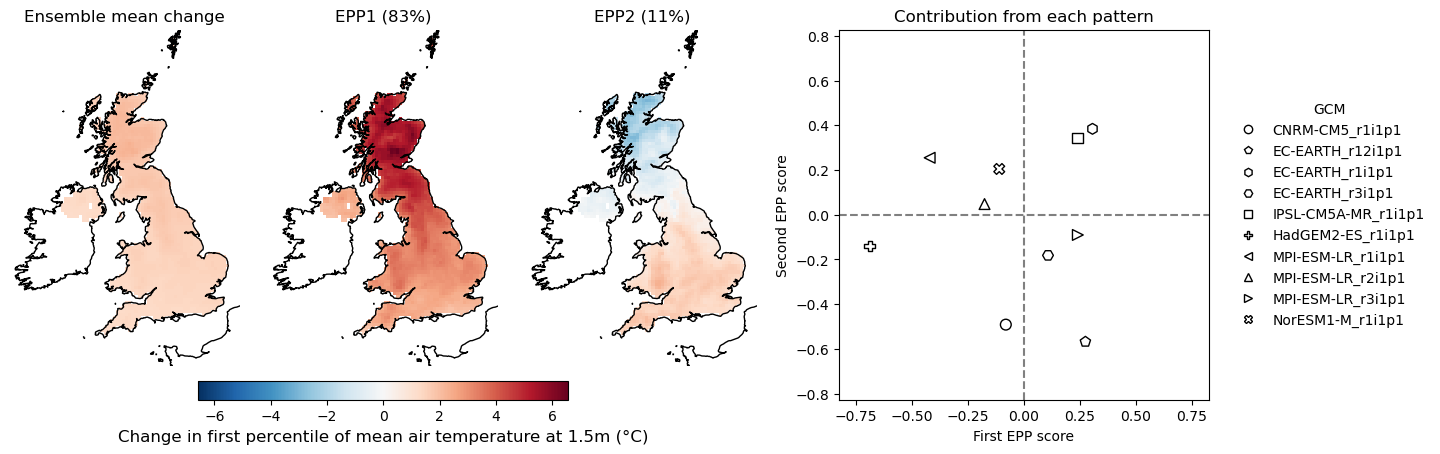 Ensemble mean change
EPP1 (83%)
EPP2 (11%)
−6 −4 −2 0 2 4 6
Change in first percentile of mean air temperature at 1.5m (°C)
Contribution from each pattern
Second EPP score
0.8
0.6
0.4
0.2
0.0
−0.2
−0.4
−0.6
−0.8
−0.75 −0.50 −0.25 0.00 0.25 0.50 0.75
First EPP score
GCM
CNRM-CM5_r1i1p1
EC-EARTH_r12i1p1
EC-EARTH_r1i1p1
EC-EARTH_r3i1p1
IPSL-CM5A-MR_r1i1p1
HadGEM2-ES_r1i1p1
MPI-ESM-LR_r1i1p1
MPI-ESM-LR_r2i1p1
MPI-ESM-LR_r3i1p1
NorESM1-M_r1i1p1